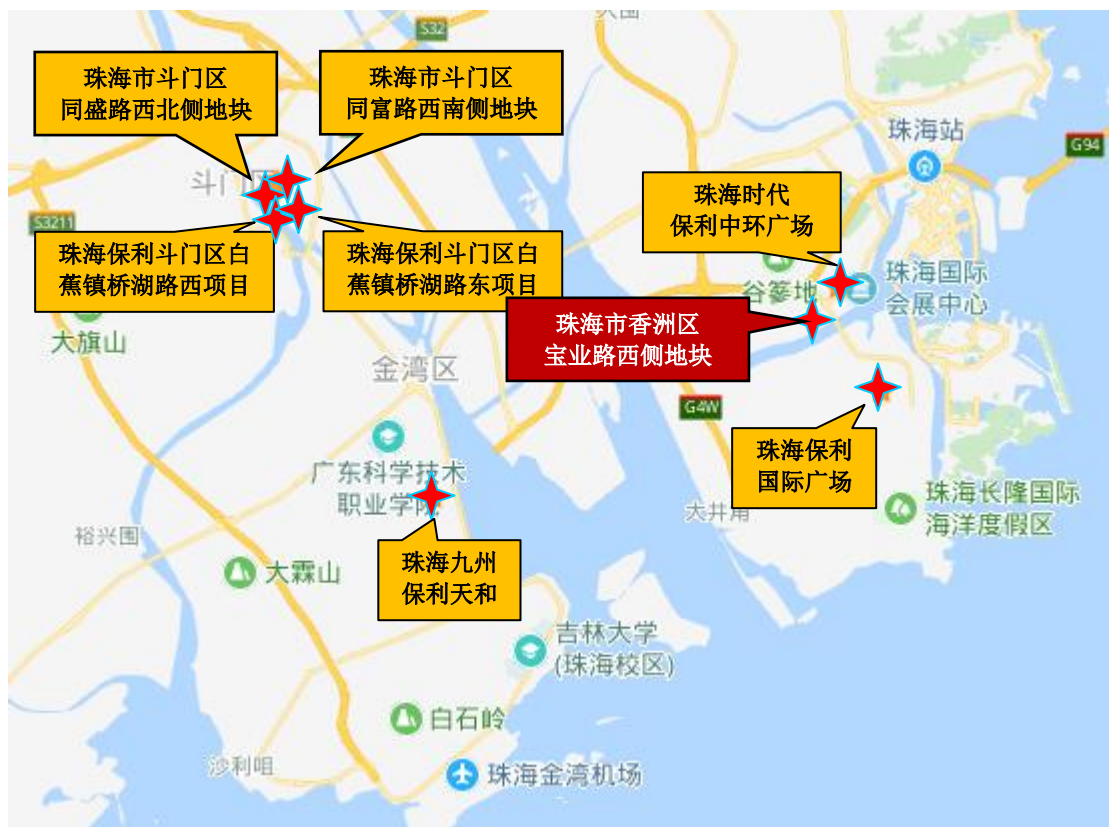 大围
S32
珠海市斗门区
同盛路西北侧地块
珠海市斗门区
同富路西南侧地块
珠海站
G94
斗门区
珠海时代
保利中环广场
S3211
珠海保利斗门区白
蕉镇桥湖路西项目
珠海保利斗门区白
蕉镇桥湖路东项目
谷篓地
珠海国际
会展中心
大旗山
珠海市香洲区
宝业路西侧地块
金湾区
G4W
珠海保利
国际广场
广东科学技术
职业学院
大井角
珠海长隆国际
海洋度假区
裕兴围
大霖山
珠海九州
保利天和
吉林大学
(珠海校区)
白石岭
沙利咀
珠海金湾机场